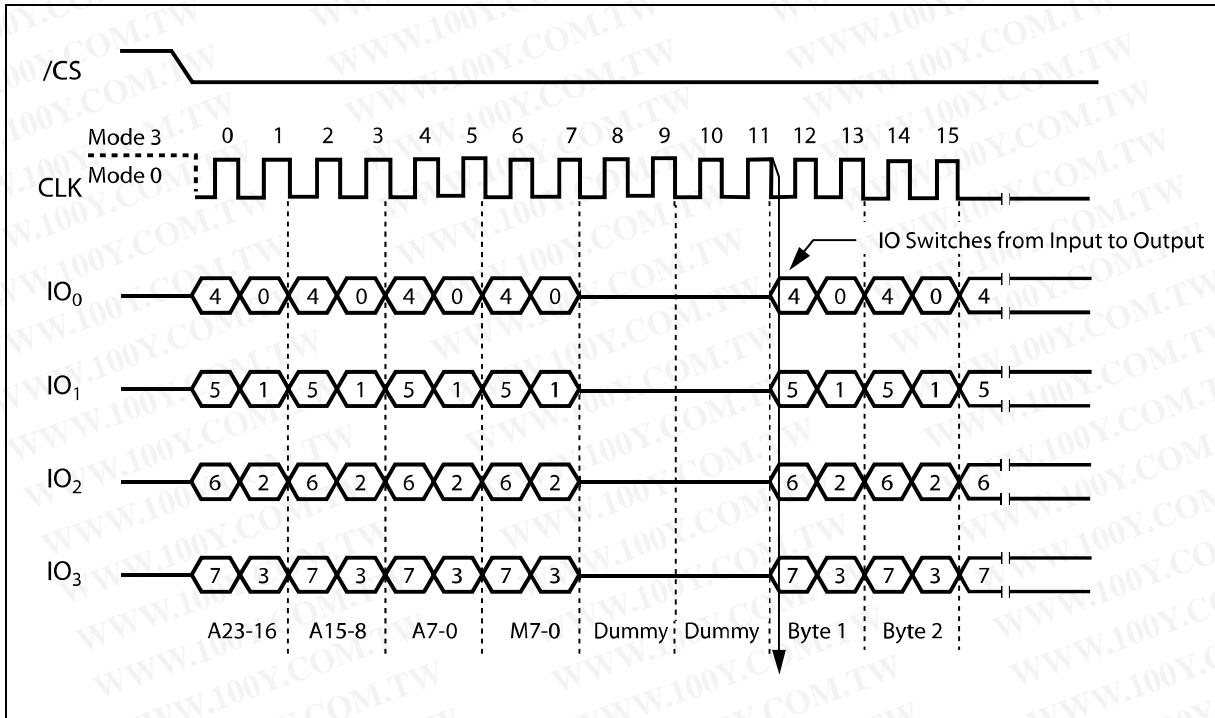 /CS
Mode 3
0 1 2 3 4 5 6 7 8 9 10 11 12 13 14 15
CLK Mode 0
IO Switches from Input to Output
IO₀ 4 0 4 0 4 0 4 0 4 0 4 0 4
IO₁ 5 1 5 1 5 1 5 1 5 1 5 1 5
IO₂ 6 2 6 2 6 2 6 2 6 2 6 2 6
IO₃ 7 3 7 3 7 3 7 3 7 3 7 3 7
A23-16 A15-8 A7-0 M7-0 Dummy Dummy Byte 1 Byte 2
WWW.100Y.COM.TW